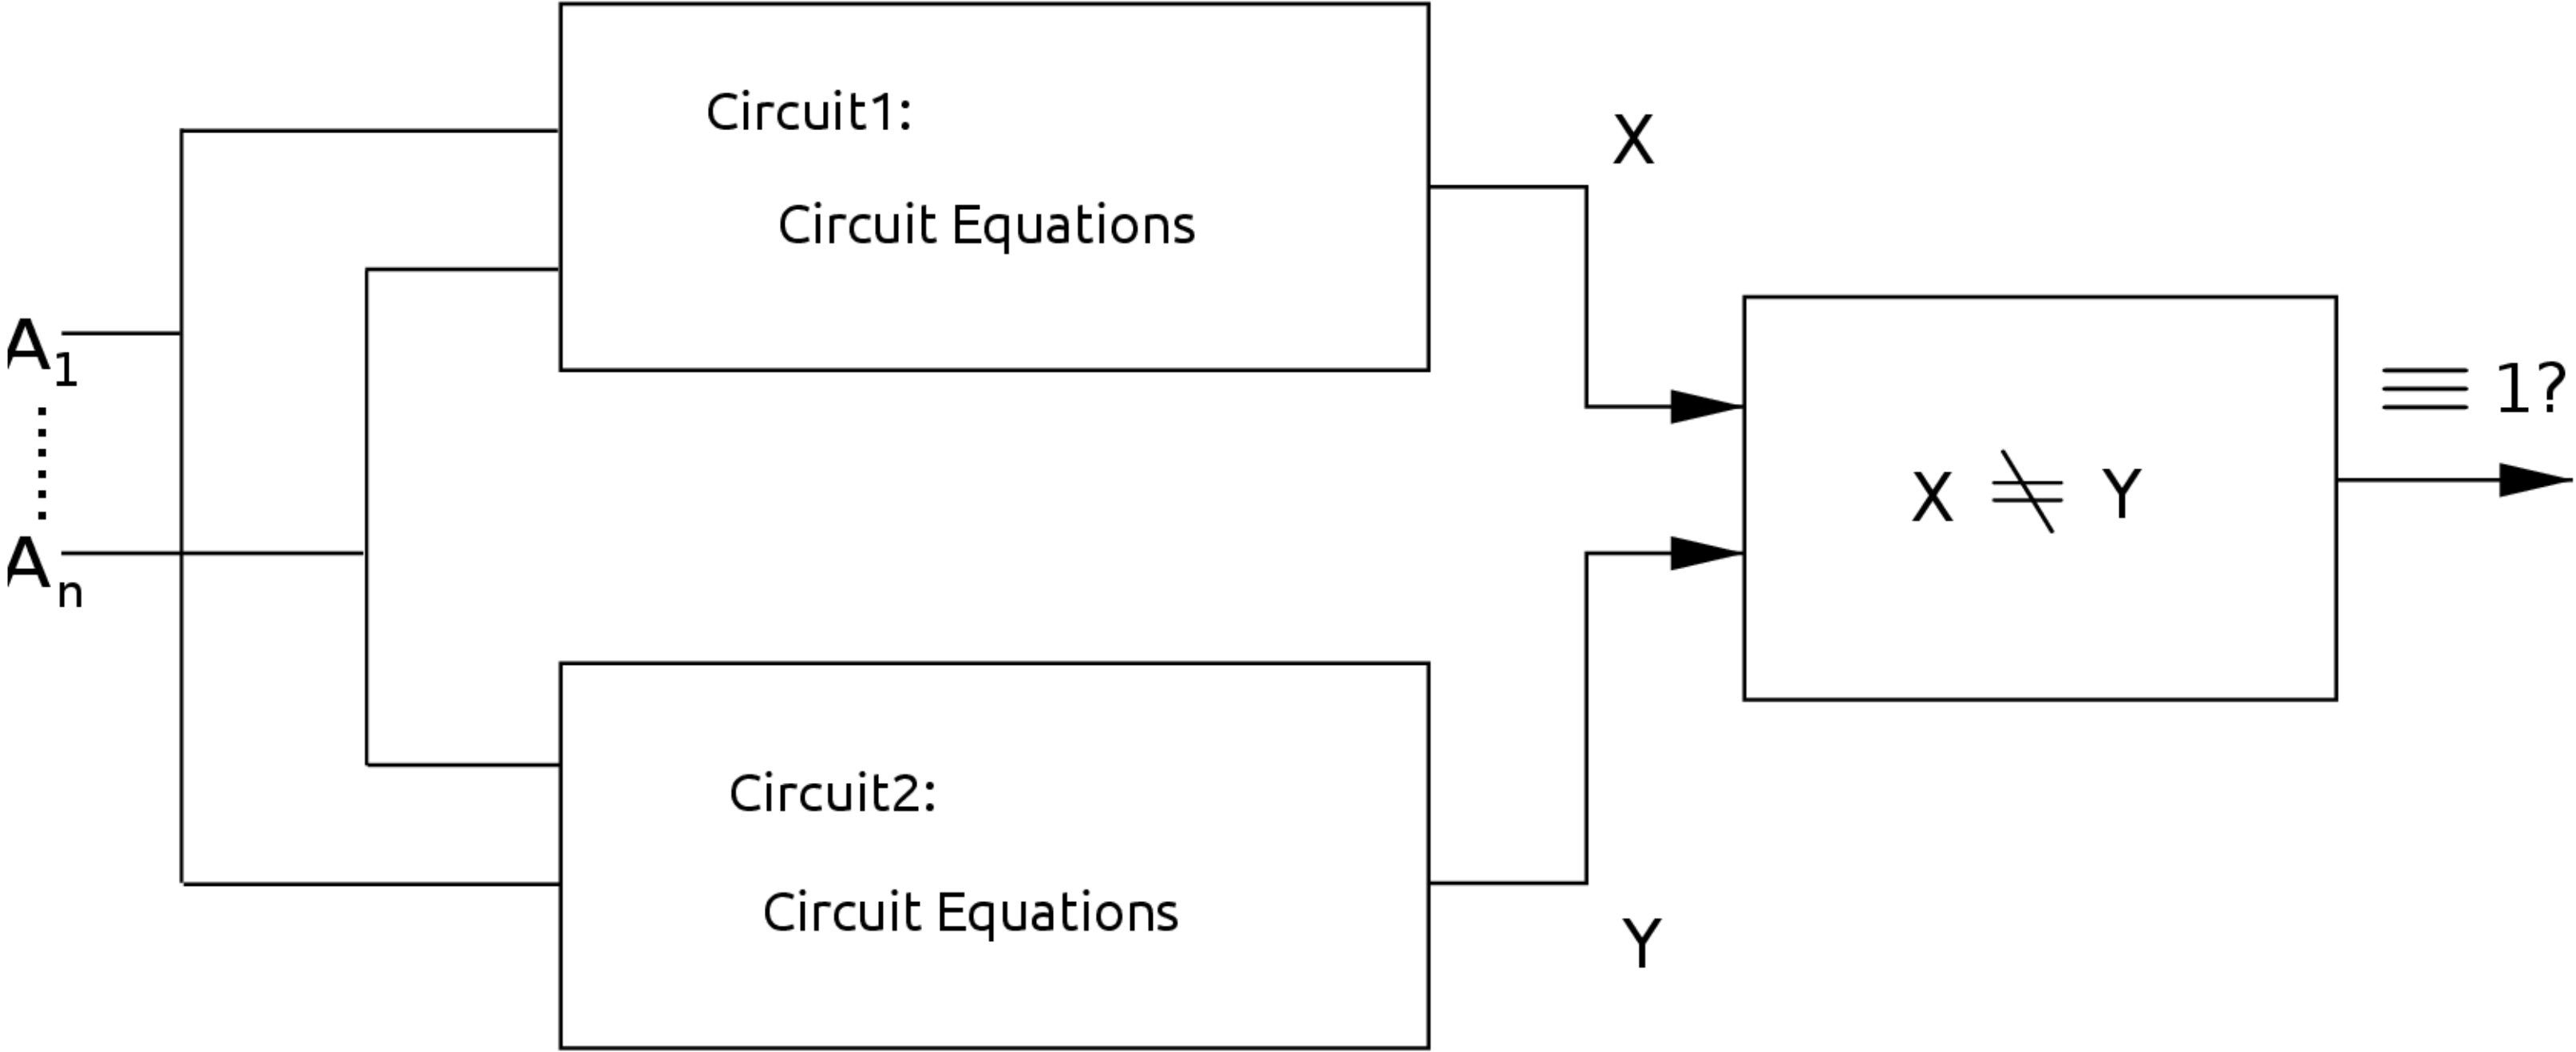 Circuit1:
Circuit Equations
X
A1
An
≡ 1?
X ≠ Y
Circuit2:
Circuit Equations
Y